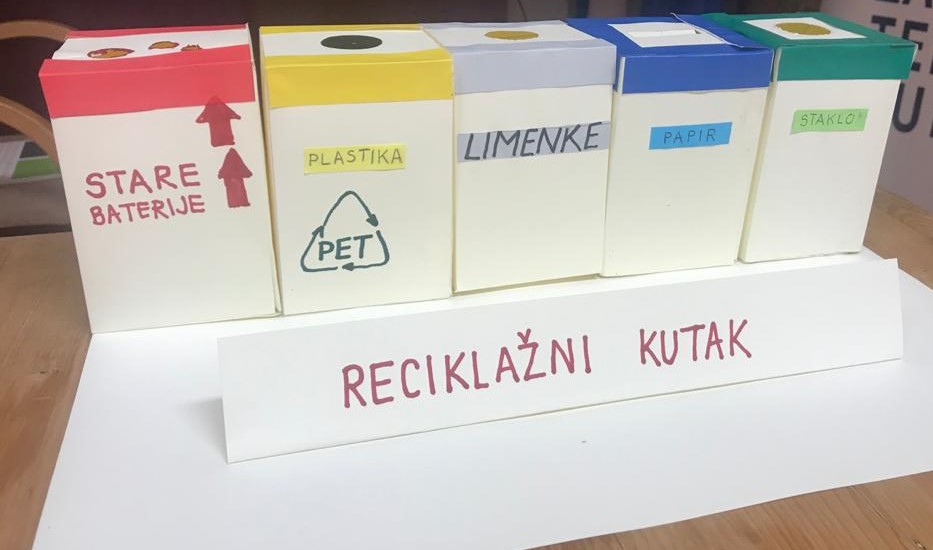 STARE
BATERIJE
PLASTIKA
PET
LIMENKE
PAPIR
STAKLO
RECIKLAŽNI KUTAK